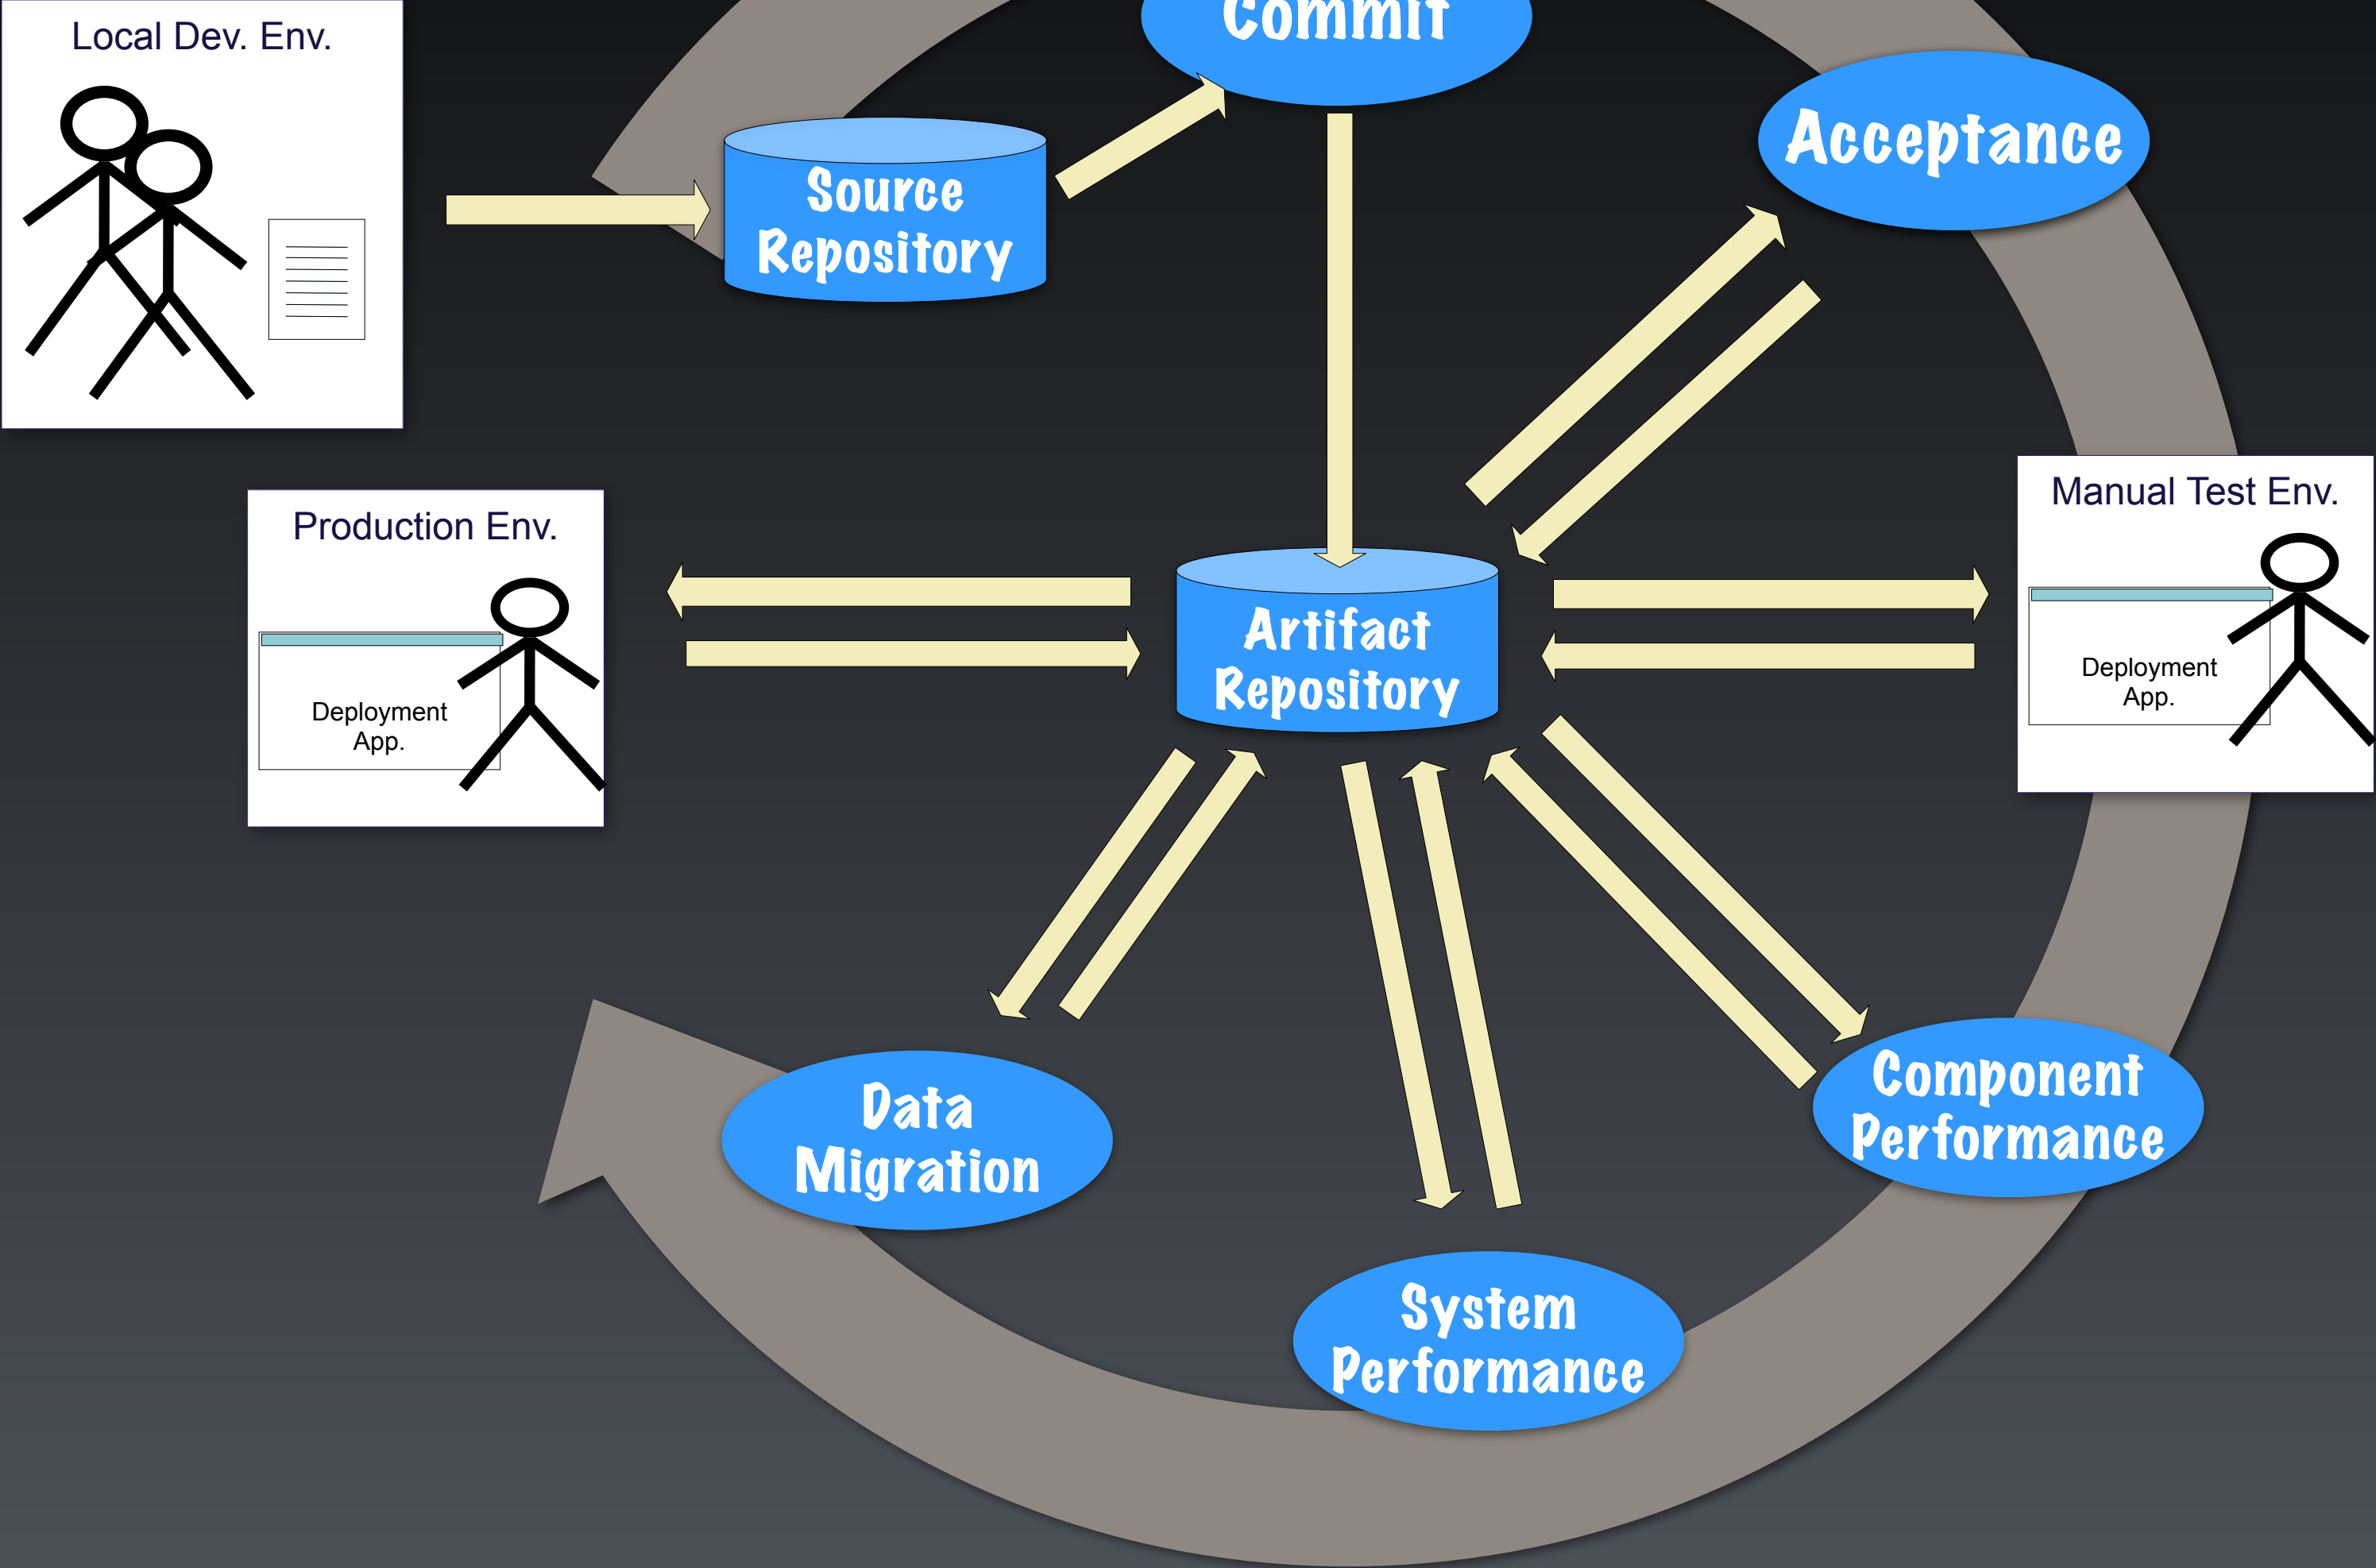 Local Dev. Env.
Commit
Acceptance
Source
Repository
Production Env.
Deployment
App.
Artifact
Repository
Manual Test Env.
Deployment
App.
Data
Migration
Component
Performance
System
Performance